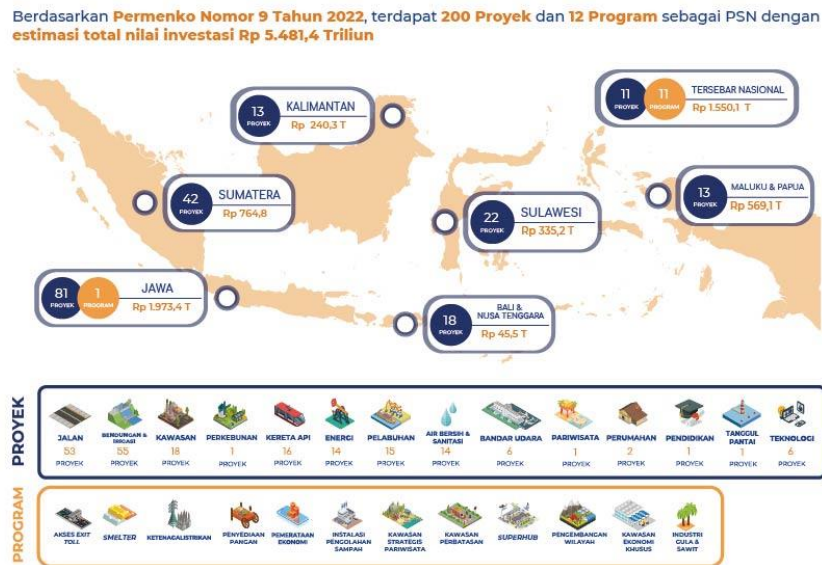 Berdasarkan Permenko Nomor 9 Tahun 2022, terdapat 200 Proyek dan 12 Program sebagai PSN dengan
estimasi total nilai investasi Rp 5.481,4 Triliun
13
PROYEK
KALIMANTAN
Rp 240,3 T
11
PROYEK
11
PROGRAM
TERSEBAR NASIONAL
Rp 1.550,1 T
42
PROYEK
SUMATERA
Rp 764,8
22
PROYEK
SULAWESI
Rp 335,2 T
13
PROYEK
MALUKU & PAPUA
Rp 569,1 T
81
PROYEK
1
PROGRAM
JAWA
Rp 1.973,4 T
18
PROYEK
BALI &
NUSA TENGGARA
Rp 45,5 T
PROYEK
JALAN
53
PROYEK
BENDUNGAN &
IRIGASI
55
PROYEK
KAWASAN
18
PROYEK
PERKEBUNAN
1
PROYEK
KERETA API
16
PROYEK
ENERGI
14
PROYEK
PELABUHAN
15
PROYEK
AIR BERSIH &
SANITASI
14
PROYEK
BANDAR UDARA
6
PROYEK
PARIWISATA
1
PROYEK
PERUMAHAN
2
PROYEK
PENDIDIKAN
1
PROYEK
TANGGUL
PANTAI
1
PROYEK
TEKNOLOGI
6
PROYEK
PROGRAM
AKSES EXIT
TOLL
SMELTER
KETENAGALISTRIKAN
PENYEDIAAN
PANGAN
PEMERATAAN
EKONOMI
INSTALASI
PENGOLAHAN
SAMPAH
KAWASAN
STRATEGIS
PARIWISATA
KAWASAN
PERBATASAN
SUPERHUB
PENGEMBANGAN
WILAYAH
KAWASAN
EKONOMI
KHUSUS
INDUSTRI
GULA &
SAWIT